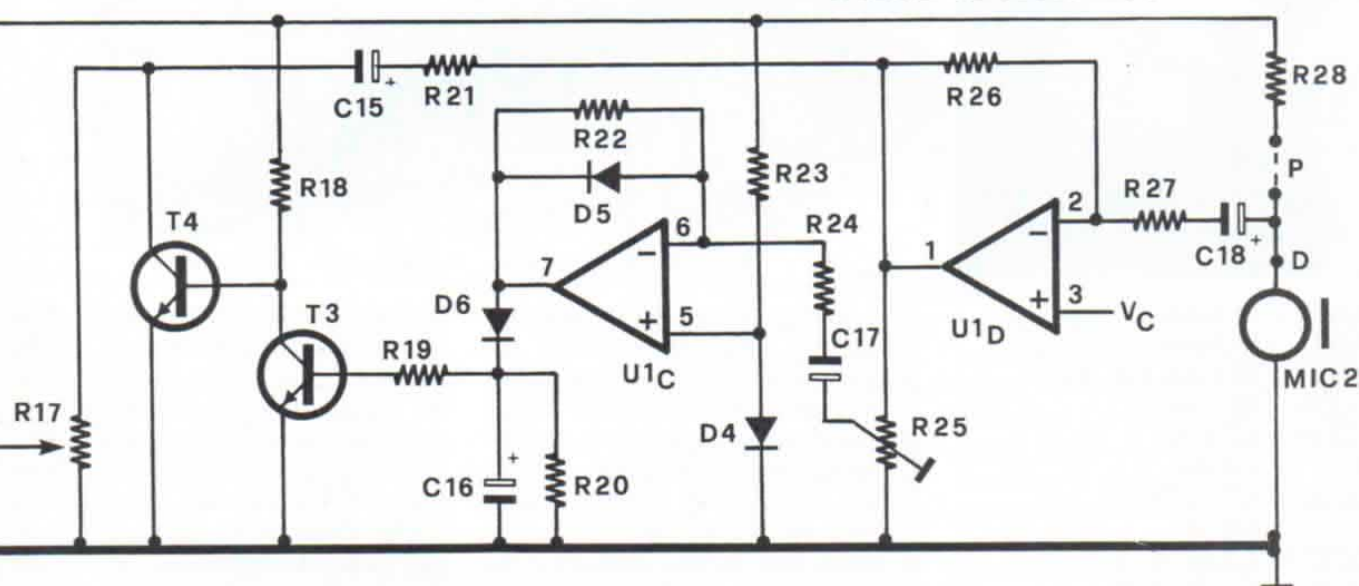 R28
C15
+
R21
R26
R22
P
R18
D5
R23
R27
T4
6
R24
2
C18
+
D
7
1
D6
T3
5
C17
3
VC
U1D
R19
U1C
MIC2
R17
D4
R25
+
C16
R20